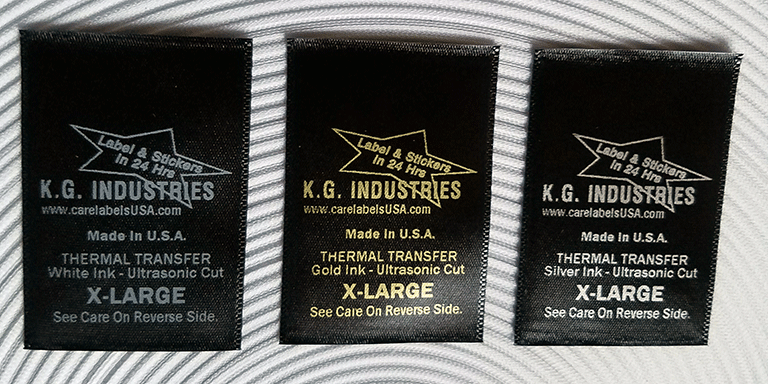 Label & Stickers
In 24 Hrs
K.G. INDUSTRIES
www.carelabelsUSA.com
Made In U.S.A.
THERMAL TRANSFER
White Ink - Ultrasonic Cut
X-LARGE
See Care On Reverse Side.
Label & Stickers
In 24 Hrs
K.G. INDUSTRIES
www.carelabelsUSA.com
Made In U.S.A.
THERMAL TRANSFER
Gold Ink - Ultrasonic Cut
X-LARGE
See Care On Reverse Side.
Label & Stickers
In 24 Hrs
K.G. INDUSTRIES
www.carelabelsUSA.com
Made In U.S.A.
THERMAL TRANSFER
Silver Ink - Ultrasonic Cut
X-LARGE
See Care On Reverse Side.